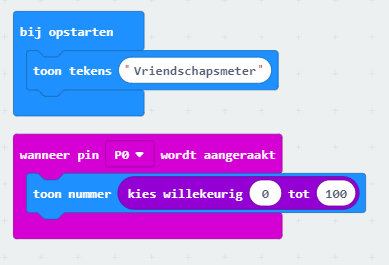 bij opstarten
toon tekens "Vriendschapsmeter"
wanneer pin P0 wordt aangeraakt
toon nummer kies willekeurig 0 tot 100